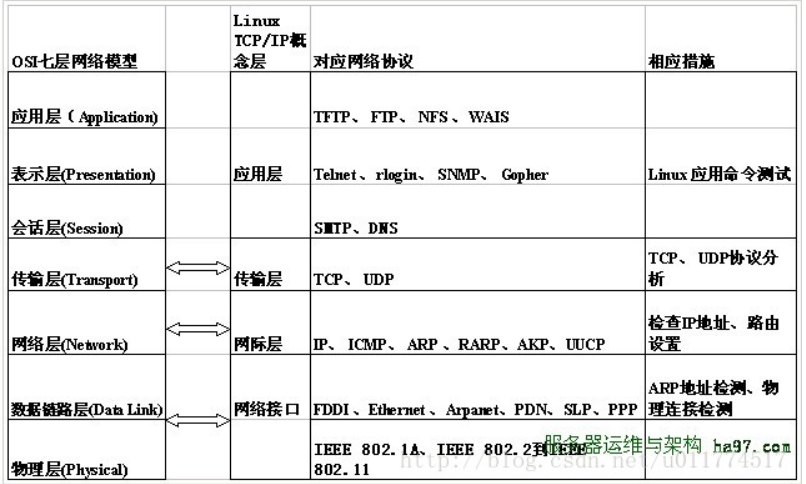 OSI七层网络模型
Linux
TCP/IP概
念层
对应网络协议
相应措施
应用层（Application)
TFTP、 FTP、 NFS 、WAIS
表示层(Presentation)
应用层
Telnet、rlogin、 SNMP、 Gopher
Linux 应用命令测试
会话层(Session)
SMTP、DNS
传输层(Transport)
传输层
TCP、 UDP
TCP、 UDP协议分
析
网络层(Network)
网际层
IP、 ICMP、 ARP 、RARP、AKP、UUCP
检查IP地址、路由
设置
数据链路层(Data Link)
网络接口
FDDI 、Ethernet 、Arpanet、PDN、SLP、PPP
ARP地址检测、物
理连接检测
物理层(Physical)
IEEE 802.1A、IEEE 802.2到IEEE
802.11
服务器运维与架构 ha97.com
http://blog.csdn.net/u011774517